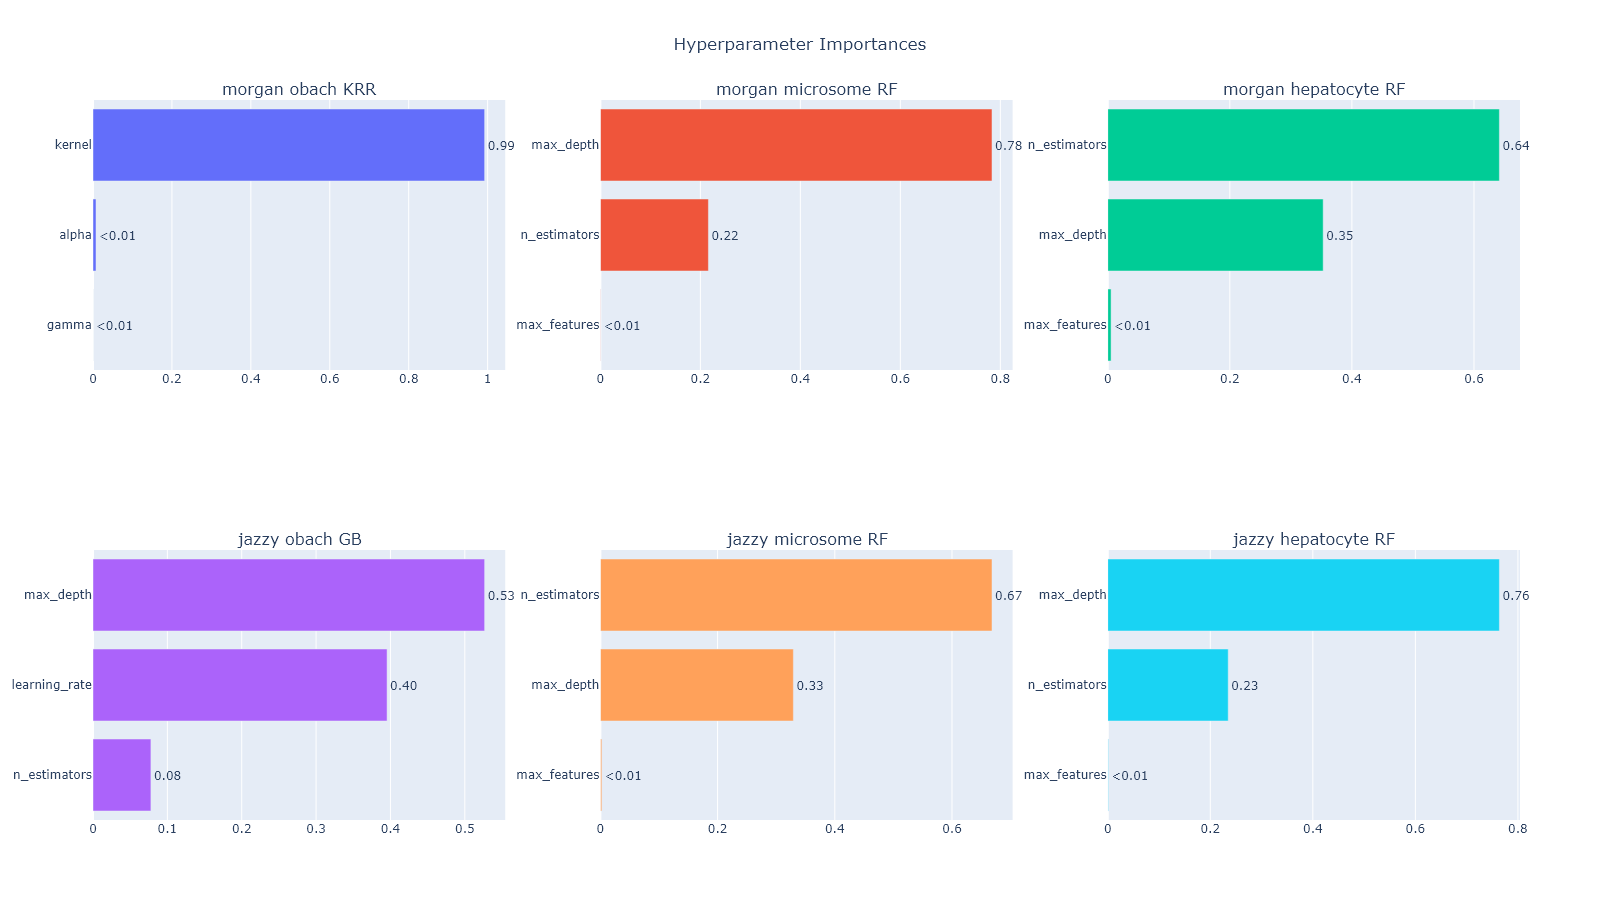 Hyperparameter Importances
morgan obach KRR
kernel
0.99
alpha
<0.01
gamma
<0.01
0 0.2 0.4 0.6 0.8 1
morgan microsome RF
max_depth
0.78
n_estimators
0.22
max_features
<0.01
0 0.2 0.4 0.6 0.8
morgan hepatocyte RF
n_estimators
0.64
max_depth
0.35
max_features
<0.01
0 0.2 0.4 0.6
jazzy obach GB
max_depth
0.53
learning_rate
0.40
n_estimators
0.08
0 0.1 0.2 0.3 0.4 0.5
jazzy microsome RF
n_estimators
0.67
max_depth
0.33
max_features
<0.01
0 0.2 0.4 0.6
jazzy hepatocyte RF
max_depth
0.76
n_estimators
0.23
max_features
<0.01
0 0.2 0.4 0.6 0.8